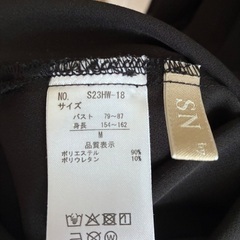 NO. S23HW-18
サイズ
バスト 79~87
身長 154~162
M
品質表示
ポリエステル 90%
ポリウレタン 10%
SN